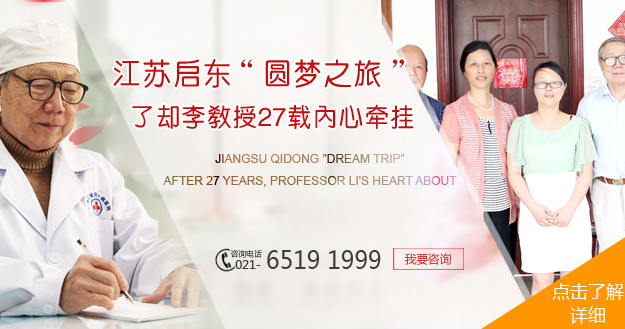 江苏启东“圆梦之旅”
了却李教授27载内心牵挂
JIANGSU QIDONG "DREAM TRIP"
AFTER 27 YEARS, PROFESSOR LI'S HEART ABOUT
咨询电话
021- 6519 1999
我要咨询
点击了解
详细